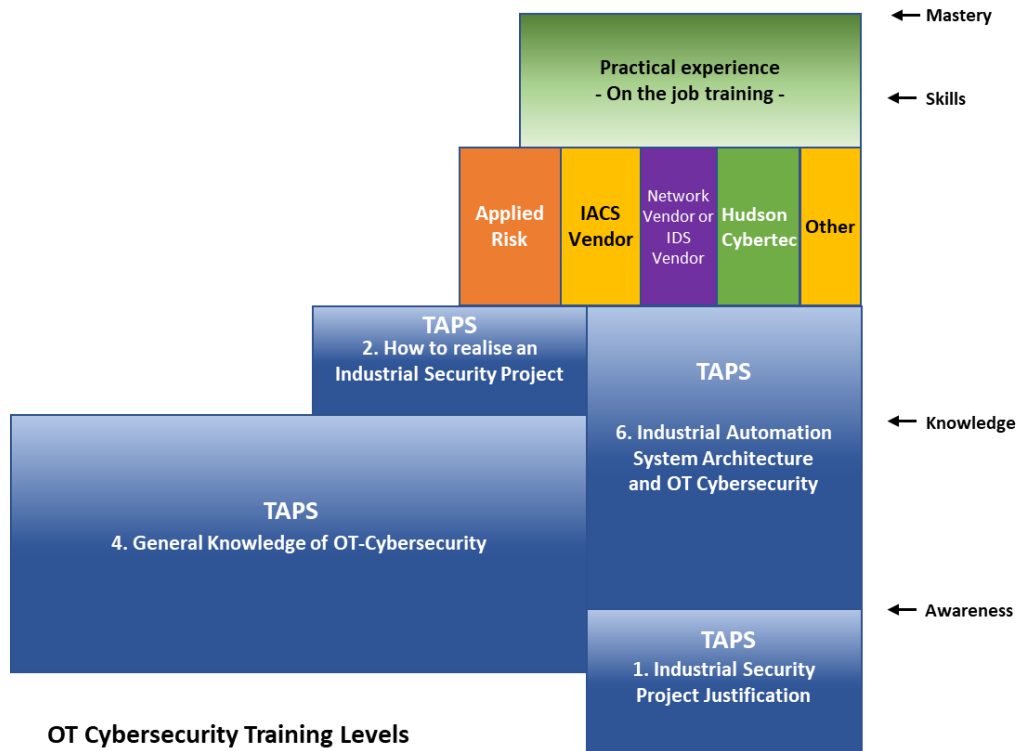 Mastery
Practical experience
- On the job training -
Skills
Applied
Risk
IACS
Vendor
Network
Vendor or
IDS
Vendor
Hudson
Cybertec
Other
TAPS
2. How to realise an
Industrial Security Project
TAPS
6. Industrial Automation
System Architecture
and OT Cybersecurity
Knowledge
TAPS
4. General Knowledge of OT-Cybersecurity
Awareness
TAPS
1. Industrial Security
Project Justification
OT Cybersecurity Training Levels